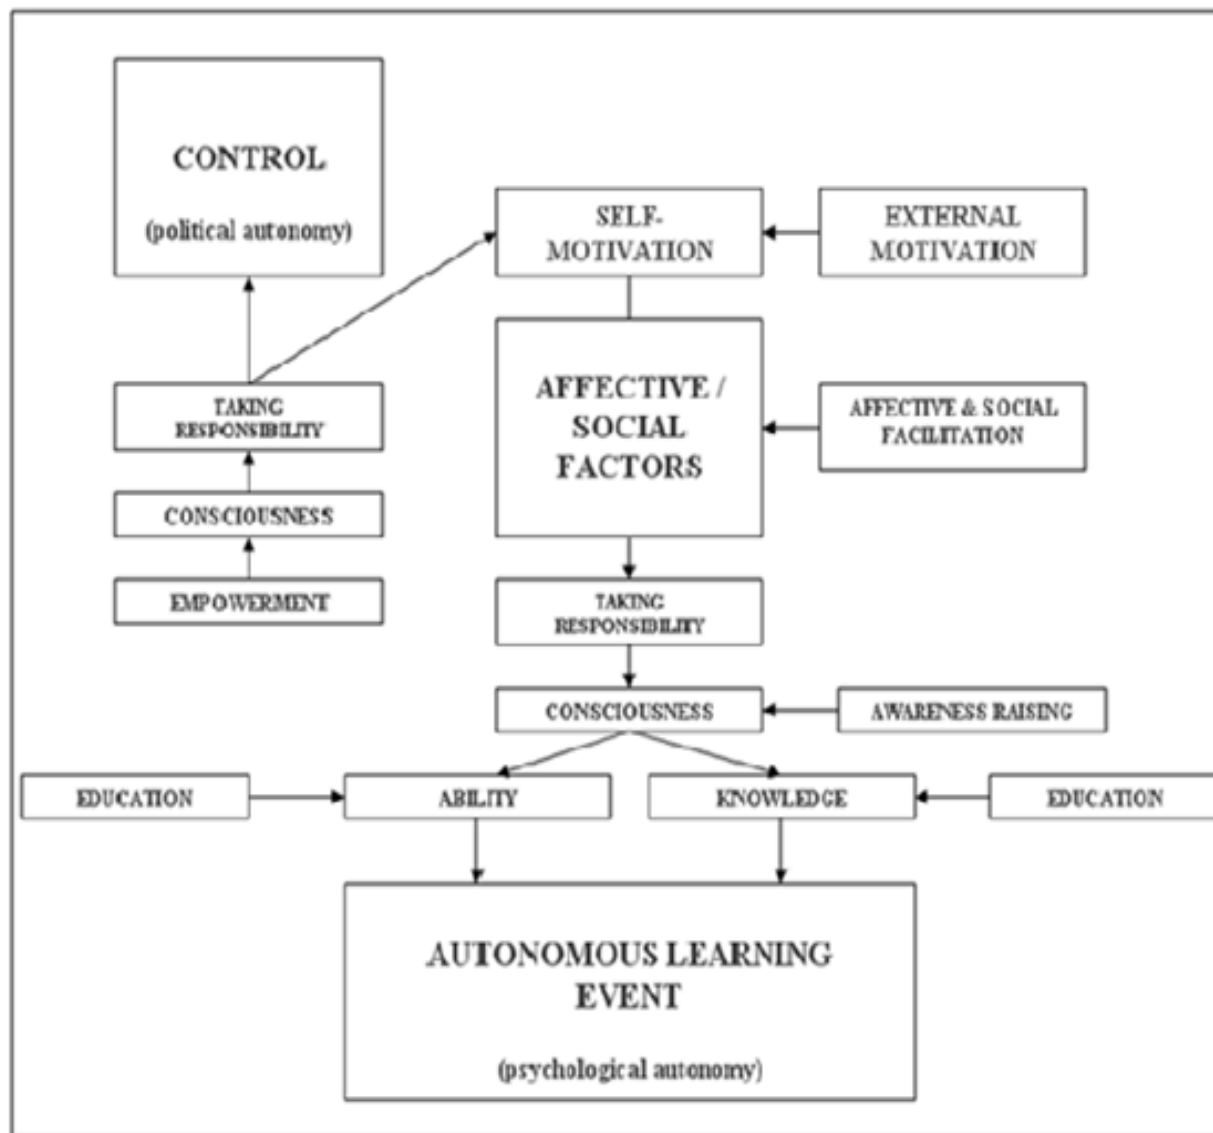 CONTROL
(political autonomy)
SELF-
MOTIVATION
EXTERNAL
MOTIVATION
AFFECTIVE /
SOCIAL
FACTORS
AFFECTIVE & SOCIAL
FACILITATION
TAKING
RESPONSIBILITY
CONSCIOUSNESS
EMPOWERMENT
TAKING
RESPONSIBILITY
CONSCIOUSNESS
AWARENESS RAISING
EDUCATION
ABILITY
KNOWLEDGE
EDUCATION
AUTONOMOUS LEARNING
EVENT
(psychological autonomy)